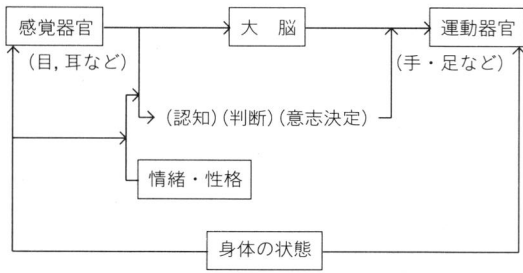 感覚器官
大 脳
運動器官
(目, 耳など)
(手・足など)
(認知)(判断)(意志決定)
情緒・性格
身体の状態